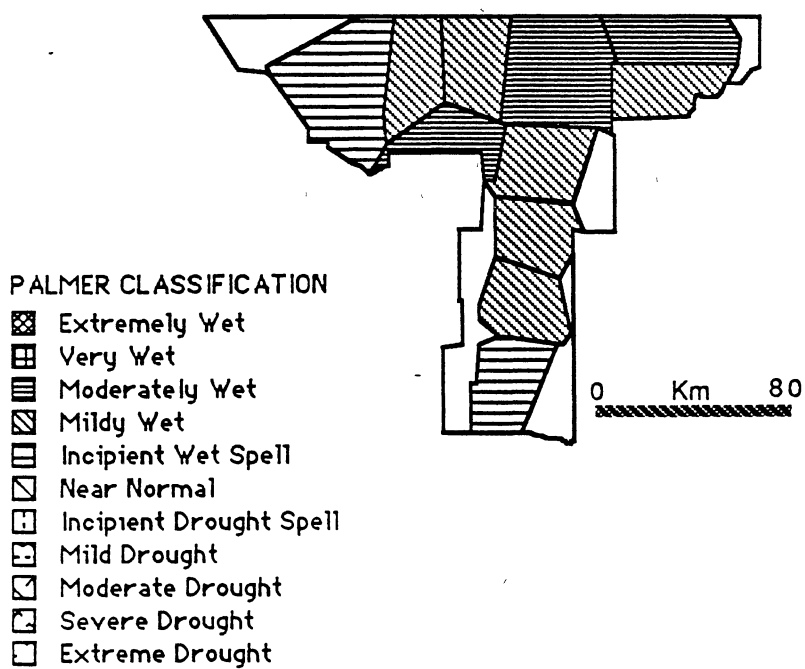 PALMER CLASSIFICATION
Extremely Wet
Very Wet
Moderately Wet
Mildy Wet
Incipient Wet Spell
Near Normal
Incipient Drought Spell
Mild Drought
Moderate Drought
Severe Drought
Extreme Drought
0 Km 80